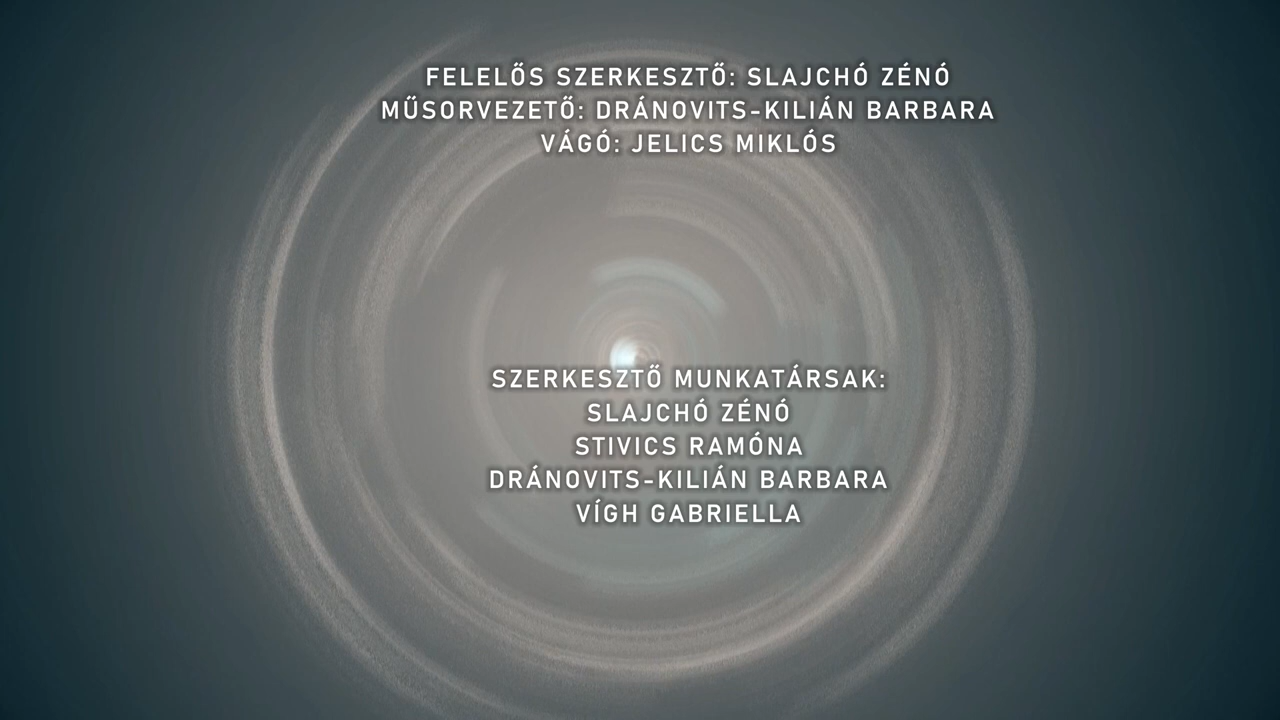 FELELŐS SZERKESZTŐ: SLAJCHÓ ZÉNÓ
MŰSORVEZETŐ: DRÁNOVITS-KILIÁN BARBARA
VÁGÓ: JELICS MIKLÓS
SZERKESZTŐ MUNKATÁRSAK:
SLAJCHÓ ZÉNÓ
STIVICS RAMÓNA
DRÁNOVITS-KILIÁN BARBARA
VÍGH GABRIELLA